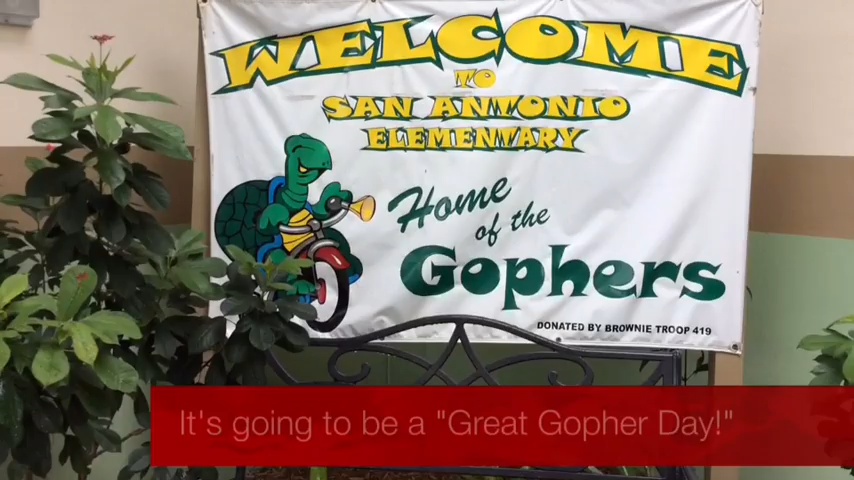 WELCOME
TO
SAN ANTONIO
ELEMENTARY
Home
of the
Gophers
DONATED BY BROWNIE TROOP 419
It's going to be a "Great Gopher Day!"